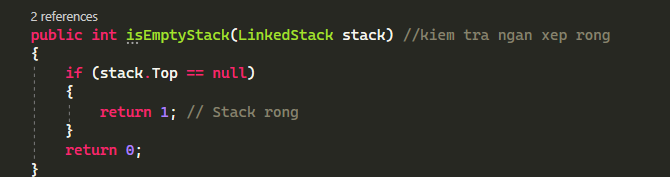 2 references
public int isEmptyStack(LinkedStack stack) //kiem tra ngan xep rong
{
if (stack.Top == null)
{
return 1; // Stack rong
}
return 0;
}